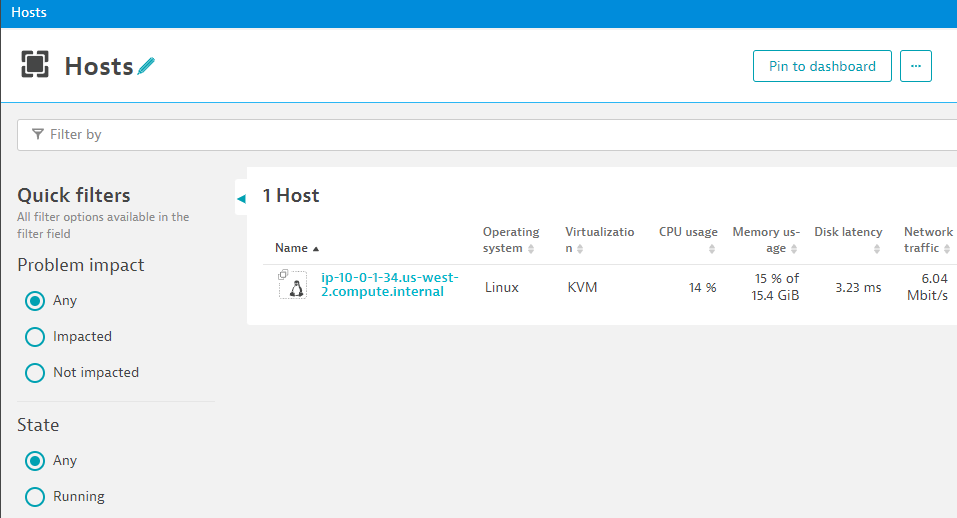 Hosts
Hosts
Pin to dashboard
...
Filter by
Quick filters
All filter options available in the
filter field
Problem impact
Any
Impacted
Not impacted
State
Any
Running
1 Host
Name
Operating
system
Virtualizatio
n
CPU usage
Memory us-
age
Disk latency
Network
traffic
ip-10-0-1-34.us-west-
2.compute.internal
Linux
KVM
14 %
15 % of
15.4 GiB
3.23 ms
6.04
Mbit/s